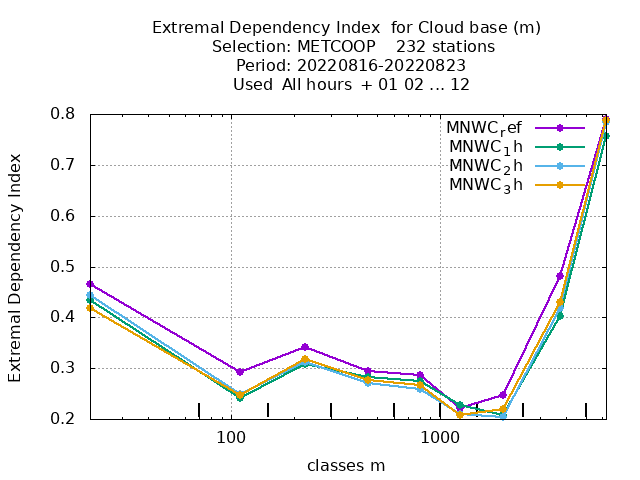 Extremal Dependency Index  for Cloud base (m)
Selection: METCOOP    232 stations
Period: 20220816-20220823
Used  All hours  + 01 02 ... 12
Extremal Dependency Index
0.8
0.7
0.6
0.5
0.4
0.3
0.2
MNWC_ref
MNWC_1h
MNWC_2h
MNWC_3h
100
1000
classes m